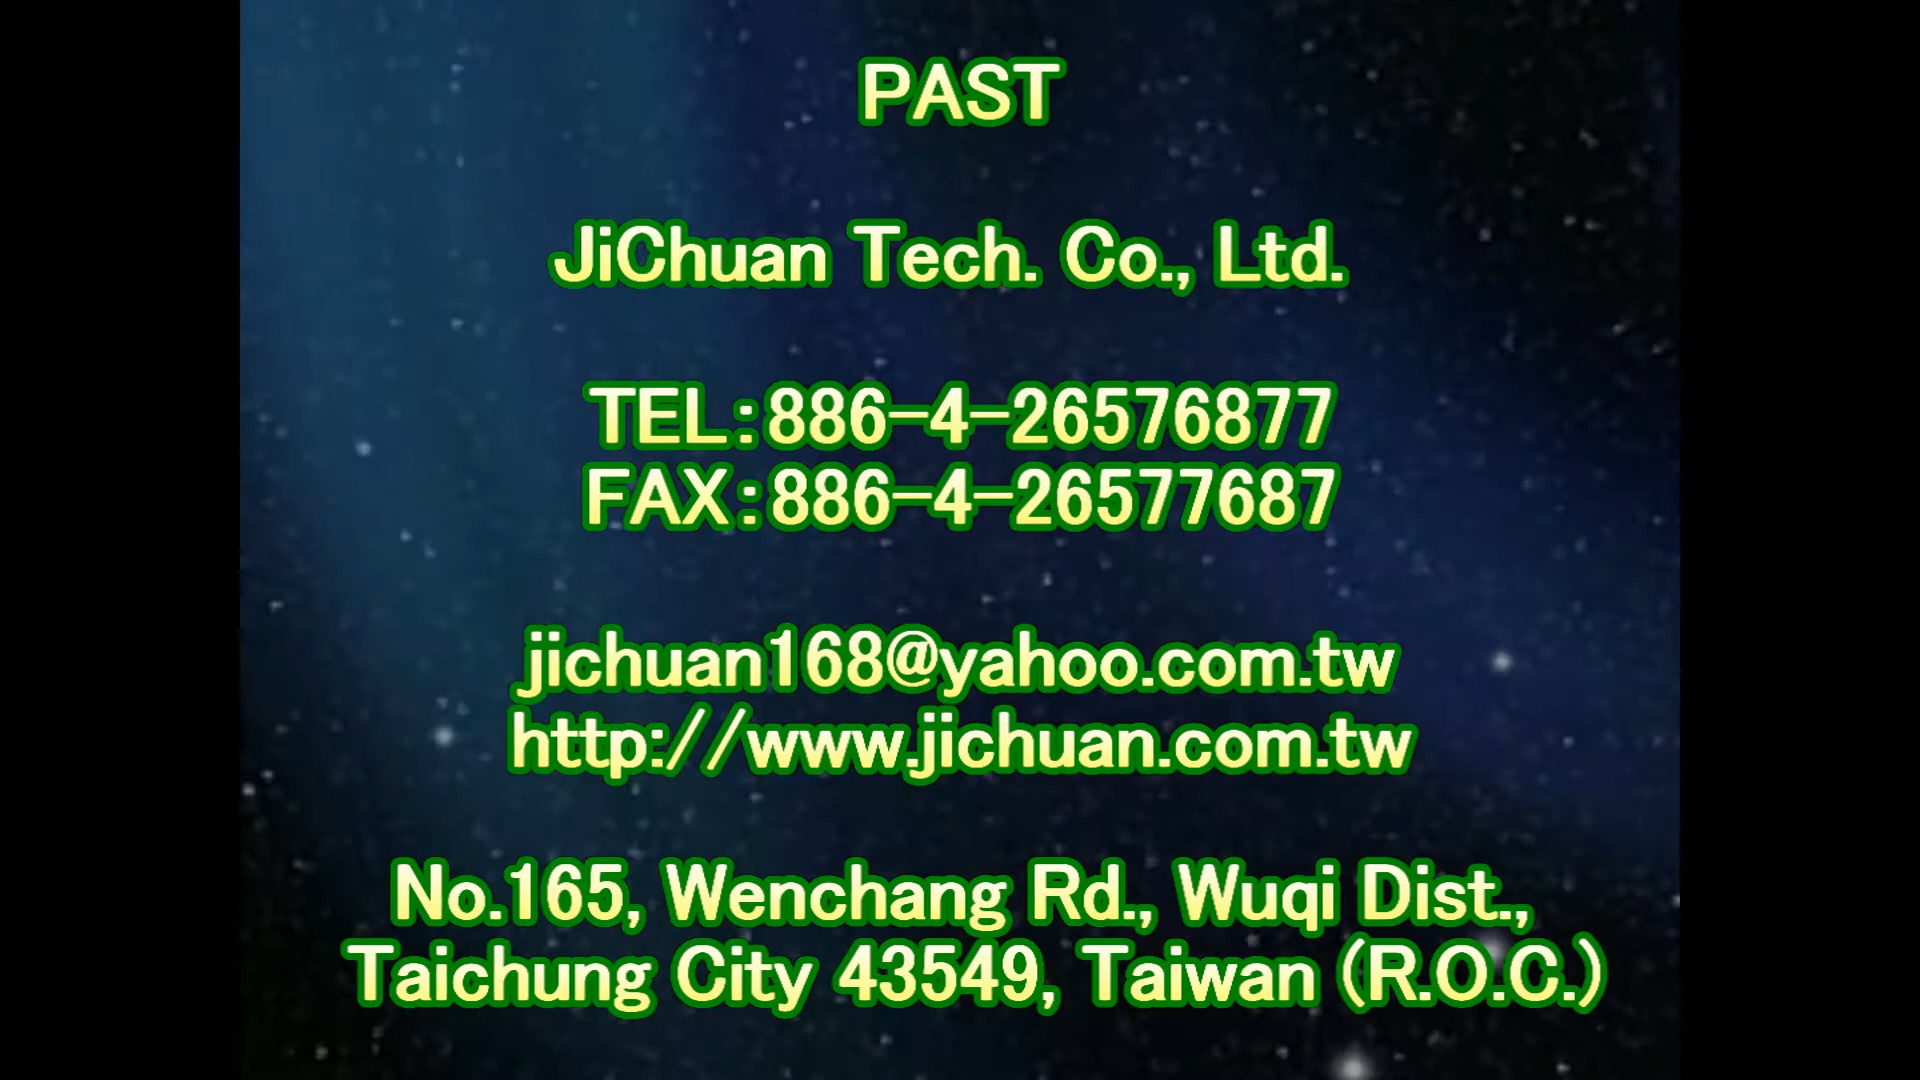 PAST
JiChuan Tech. Co., Ltd.
TEL:886-4-26576877
FAX:886-4-26577687
jichuan168@yahoo.com.tw
http://www.jichuan.com.tw
No.165, Wenchang Rd., Wuqi Dist.,
Taichung City 43549, Taiwan (R.O.C.)